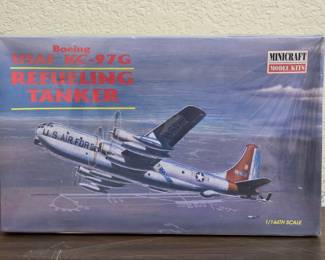 Boeing
USAF KC-97G
REFUELING
TANKER
MINICRAFT
MODEL KITS
U.S. AIR FORCE
1/144TH SCALE